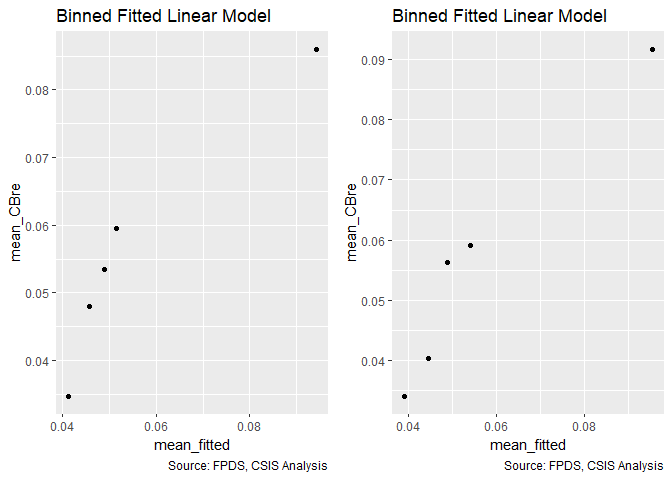 Binned Fitted Linear Model
mean_CBre
0.08
0.07
0.06
0.05
0.04
0.04
0.06
0.08
mean_fitted
Source: FPDS, CSIS Analysis
Binned Fitted Linear Model
mean_CBre
0.09
0.08
0.07
0.06
0.05
0.04
0.04
0.06
0.08
mean_fitted
Source: FPDS, CSIS Analysis